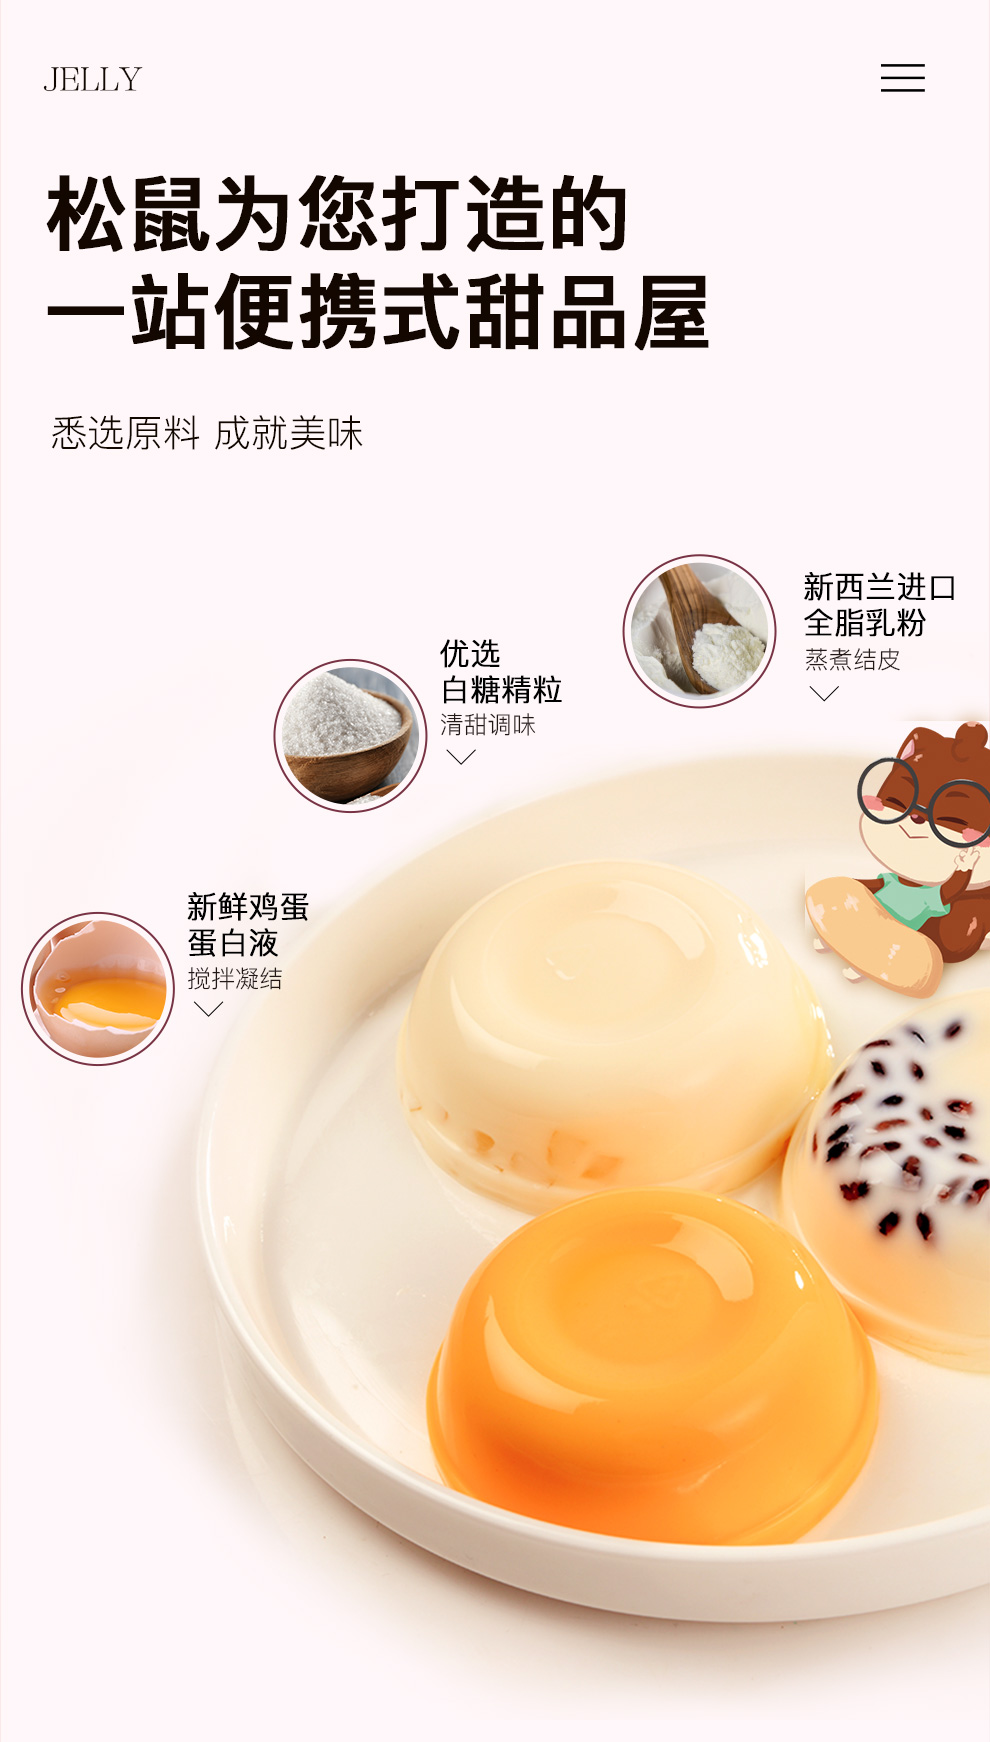 JELLY
松鼠为您打造的
一站便携式甜品屋
悉选原料 成就美味
新西兰进口
全脂乳粉
蒸煮结皮
优选
白糖精粒
清甜调味
新鲜鸡蛋
蛋白液
搅拌凝结